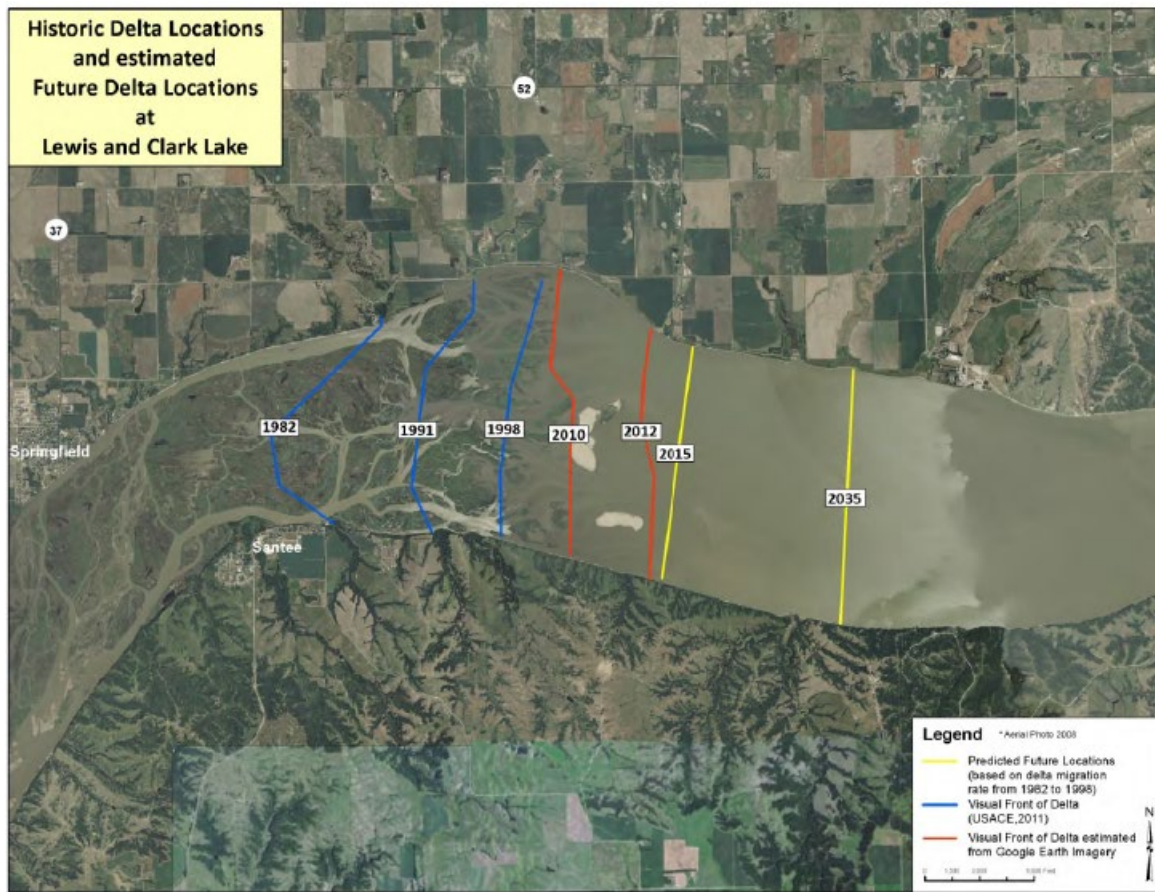 Historic Delta Locations
and estimated
Future Delta Locations
at
Lewis and Clark Lake
52
37
1982
1991
1998
2010
2012
2015
2035
Springfield
Santee
Legend
*Aerial Photo 2008
Predicted Future Locations
(based on delta migration
rate from 1982 to 1998)
Visual Front of Delta
(USACE,2011)
Visual Front of Delta estimated
from Google Earth Imagery
N
0
Feet